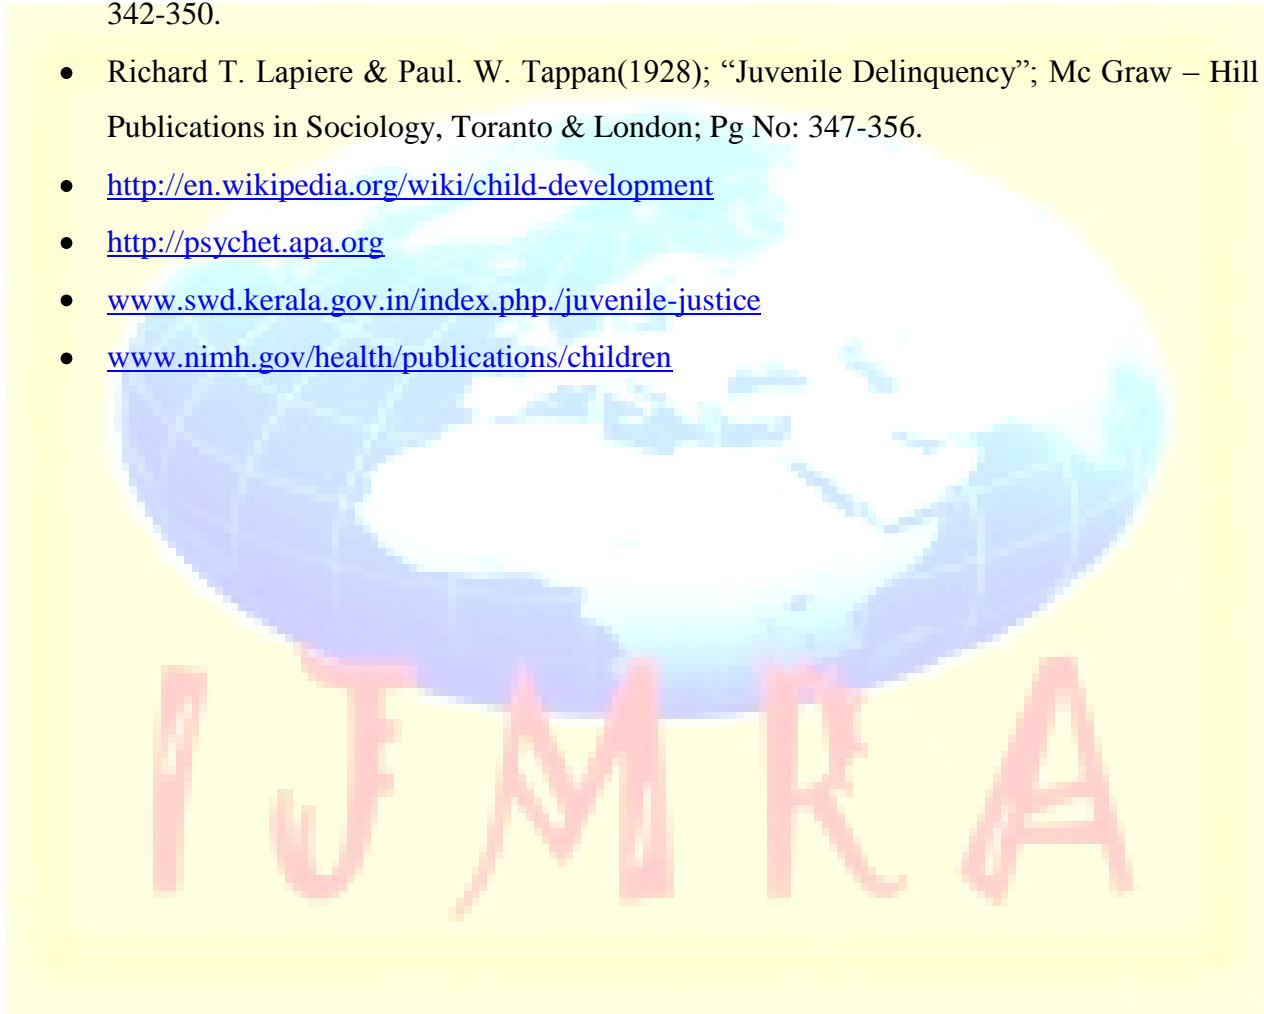 342-350.
• Richard T. Lapiere & Paul. W. Tappan(1928); “Juvenile Delinquency”; Mc Graw – Hill
Publications in Sociology, Toranto & London; Pg No: 347-356.
• http://en.wikipedia.org/wiki/child-development
• http://psychet.apa.org
• www.swd.kerala.gov.in/index.php./juvenile-justice
• www.nimh.gov/health/publications/children
IJMRA